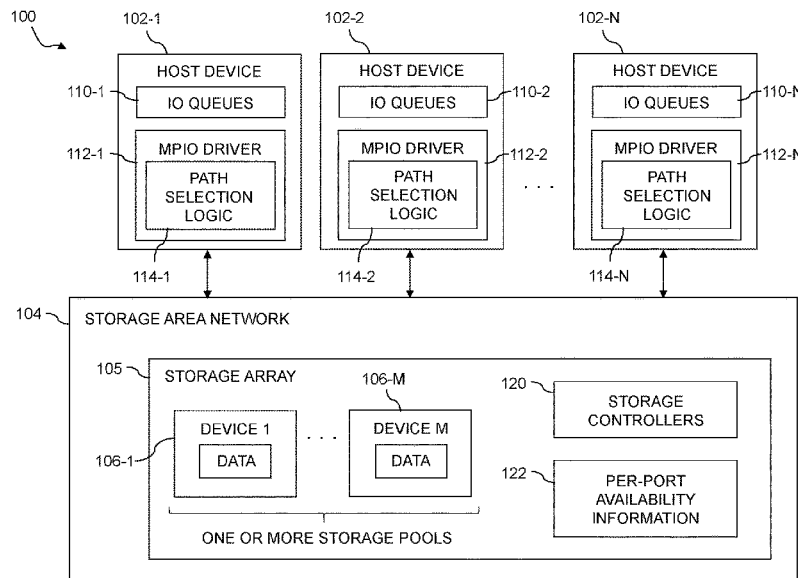 100
102-1
102-2
102-N
HOST DEVICE
HOST DEVICE
HOST DEVICE
110-1
IO QUEUES
IO QUEUES
110-2
IO QUEUES
110-N
112-1
MPIO DRIVER
MPIO DRIVER
112-2
MPIO DRIVER
112-N
PATH
SELECTION
LOGIC
PATH
SELECTION
LOGIC
. . .
PATH
SELECTION
LOGIC
114-1
114-2
114-N
104
STORAGE AREA NETWORK
105
STORAGE ARRAY
106-M
120
STORAGE
CONTROLLERS
DEVICE 1
. . .
DEVICE M
106-1
DATA
DATA
122
PER-PORT
AVAILABILITY
INFORMATION
ONE OR MORE STORAGE POOLS